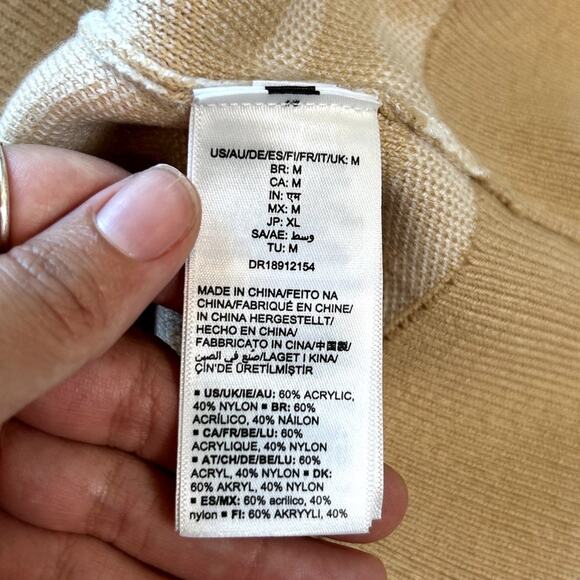 US/AU/DE/ES/FI/FR/IT/UK: M
BR: M
CA: M
IN: एम
MX: M
JP: XL
SA/AE: وسط
TU: M
DR18912154
MADE IN CHINA/FEITO NA
CHINA/FABRIQUÉ EN CHINE/
IN CHINA HERGESTELLT/
HECHO EN CHINA/
FABBRICATO IN CINA/中国製/
صنع في الصين/LAGET I KINA/
ÇİN'DE ÜRETİLMİŞTİR
▪ US/UK/IE/AU: 60% ACRYLIC,
40% NYLON ▪ BR: 60%
ACRÍLICO, 40% NÁILON
▪ CA/FR/BE/LU: 60%
ACRYLIQUE, 40% NYLON
▪ AT/CH/DE/BE/LU: 60%
ACRYL, 40% NYLON ▪ DK:
60% AKRYL, 40% NYLON
▪ ES/MX: 60% acrílico, 40%
nylon ▪ FI: 60% AKRYYLI, 40%